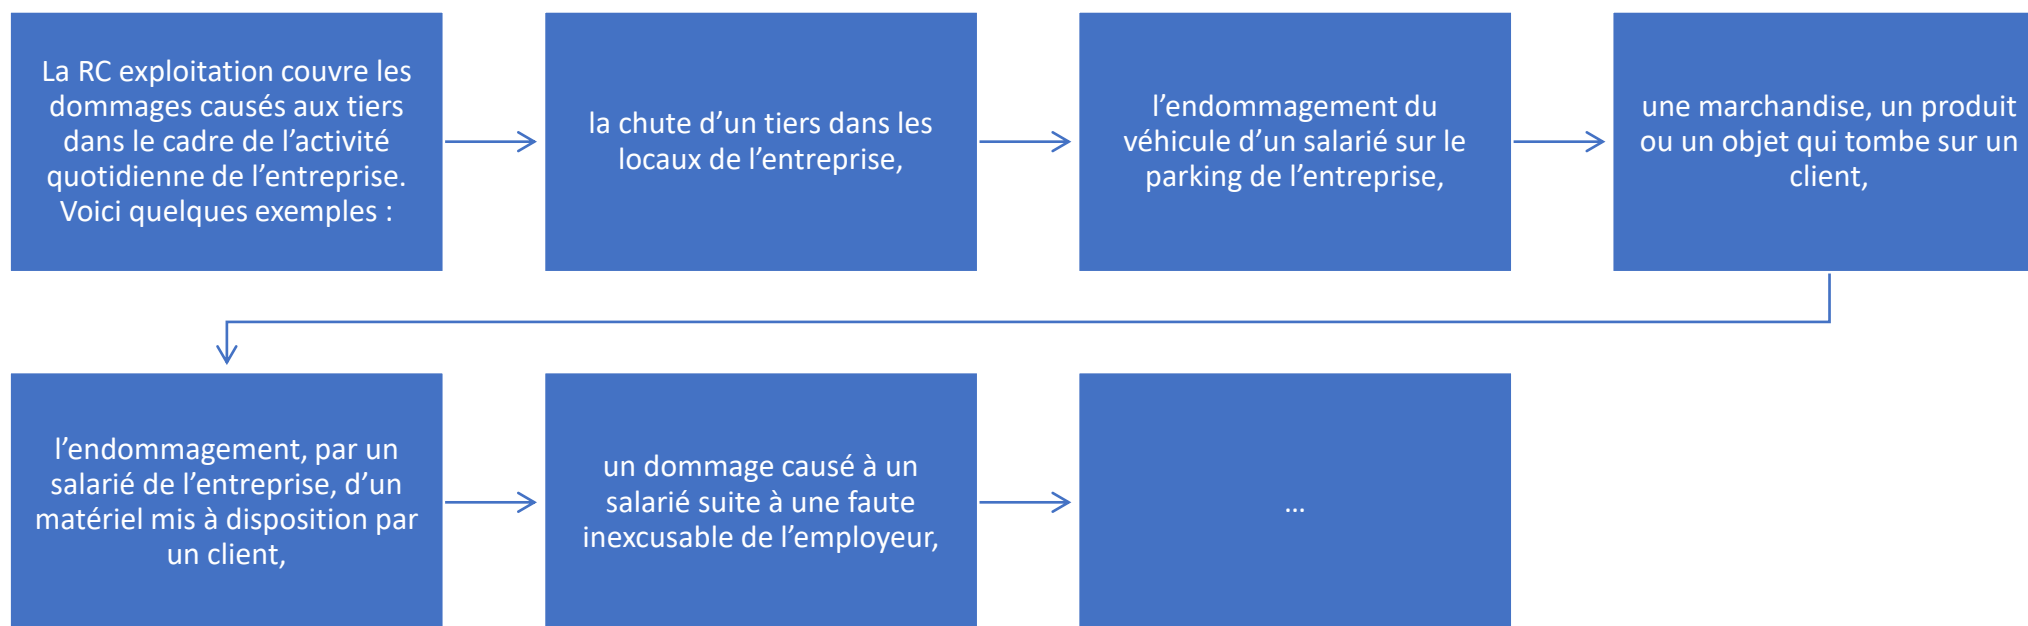 La RC exploitation couvre les
dommages causés aux tiers
dans le cadre de l’activité
quotidienne de l’entreprise.
Voici quelques exemples :
la chute d’un tiers dans les
locaux de l’entreprise,
l’endommagement du
véhicule d’un salarié sur le
parking de l’entreprise,
une marchandise, un produit
ou un objet qui tombe sur un
client,
l’endommagement, par un
salarié de l’entreprise, d’un
matériel mis à disposition par
un client,
un dommage causé à un
salarié suite à une faute
inexcusable de l’employeur,
…